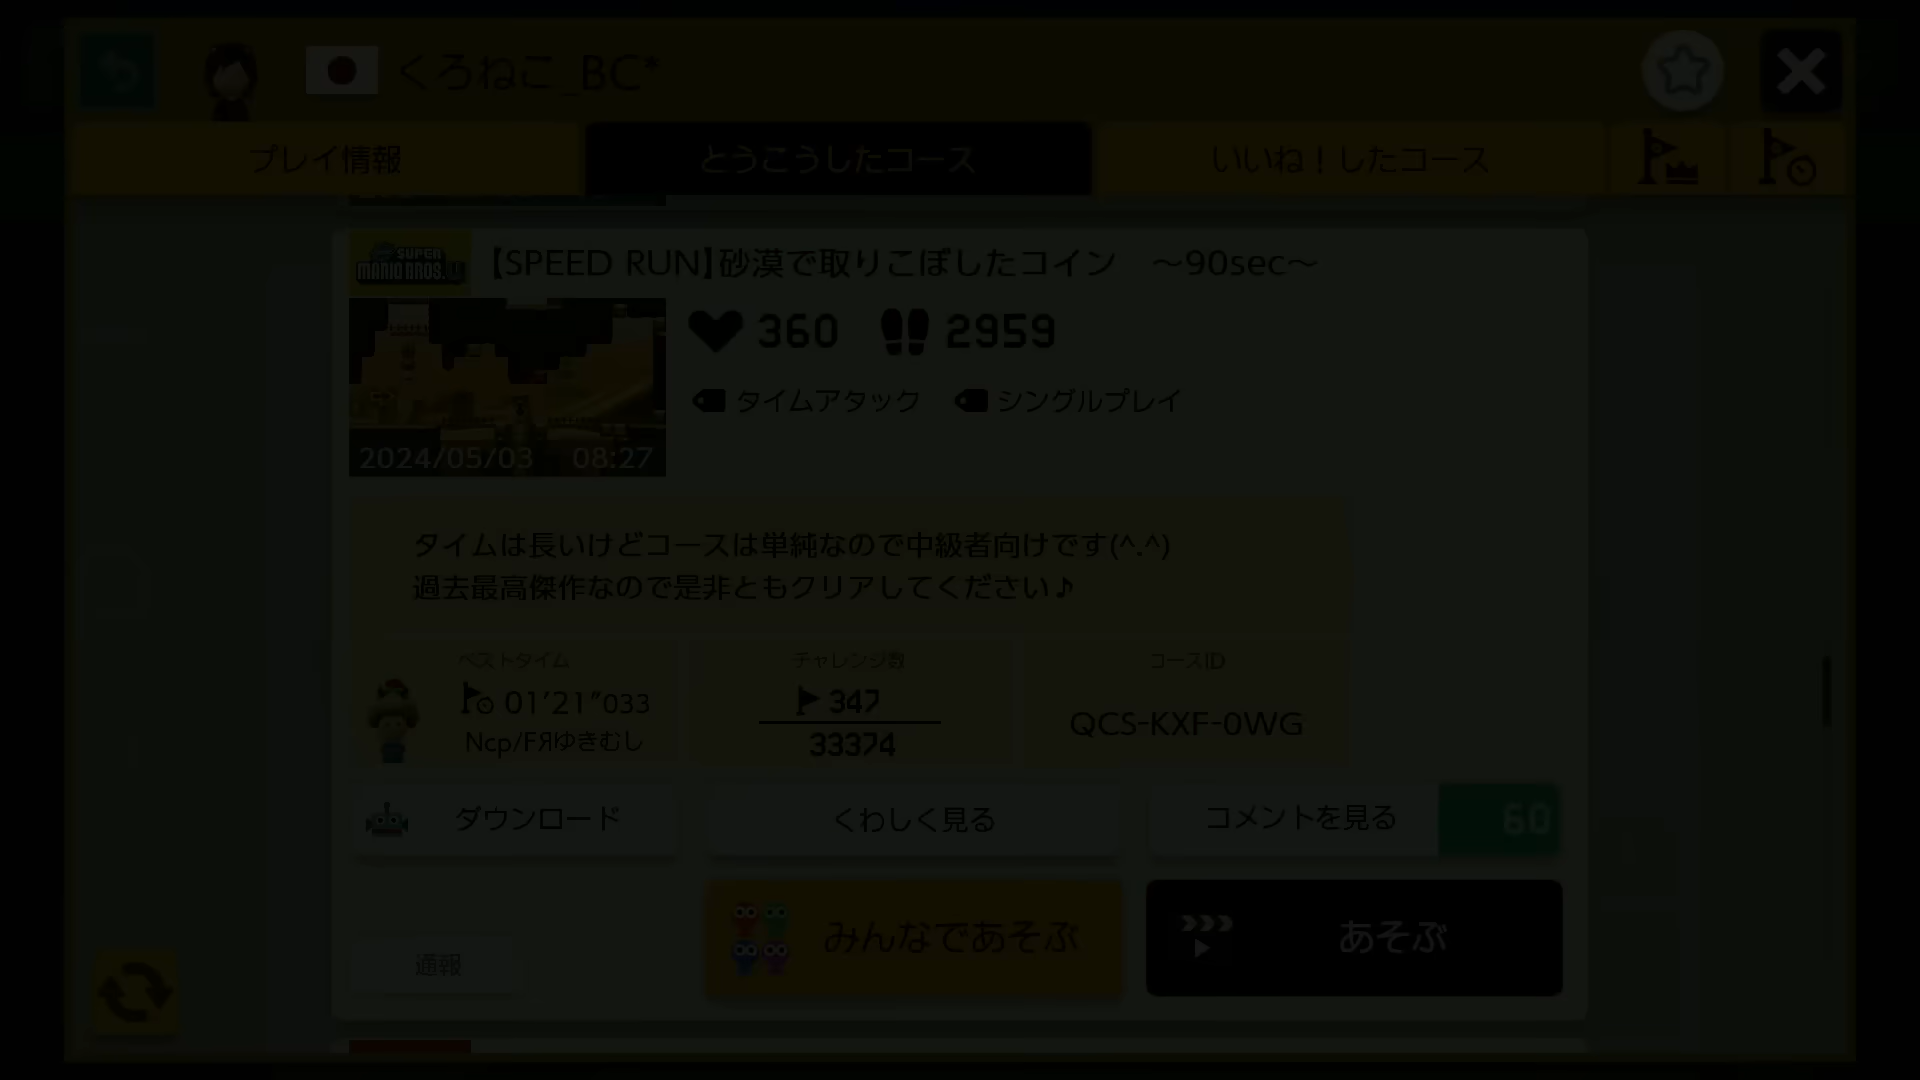 くろねこ_BC*
プレイ情報
とうこうしたコース
いいね！したコース
SUPER
MARIO BROS. U
【SPEED RUN】砂漠で取りこぼしたコイン　～90sec～
360
2959
タイムアタック
シングルプレイ
2024/05/03 08:27
タイムは長いけどコースは単純なので中級者向けです(^.^)
過去最高傑作なので是非ともクリアしてください♪
ベストタイム
01'21"033
Ncp/FЯゆきむし
チャレンジ数
347
33374
コースID
QCS-KXF-0WG
ダウンロード
くわしく見る
コメントを見る
60
通報
みんなであそぶ
あそぶ